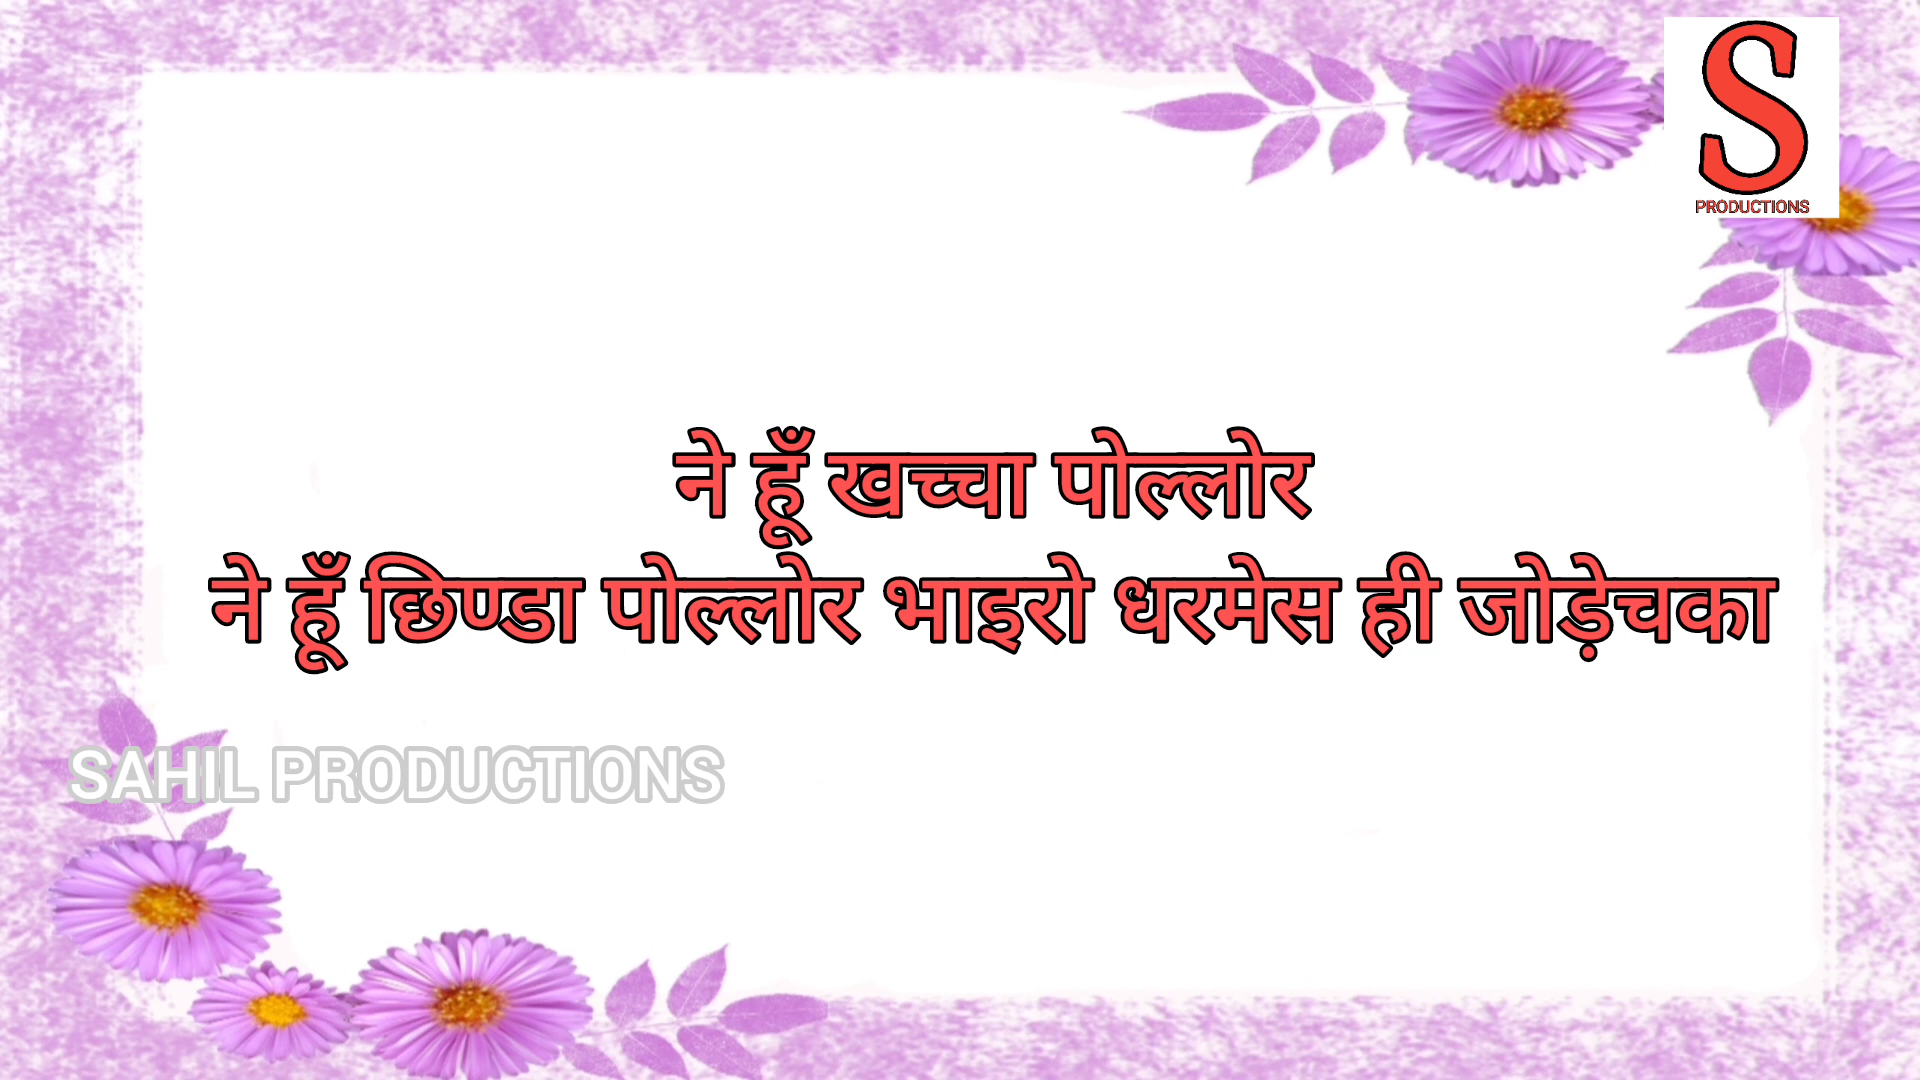 S
PRODUCTIONS
ने हूँ खच्चा पोल्लोर
ने हूँ छिण्डा पोल्लोर भाइरो धरमेस ही जोड़ेचका
SAHIL PRODUCTIONS